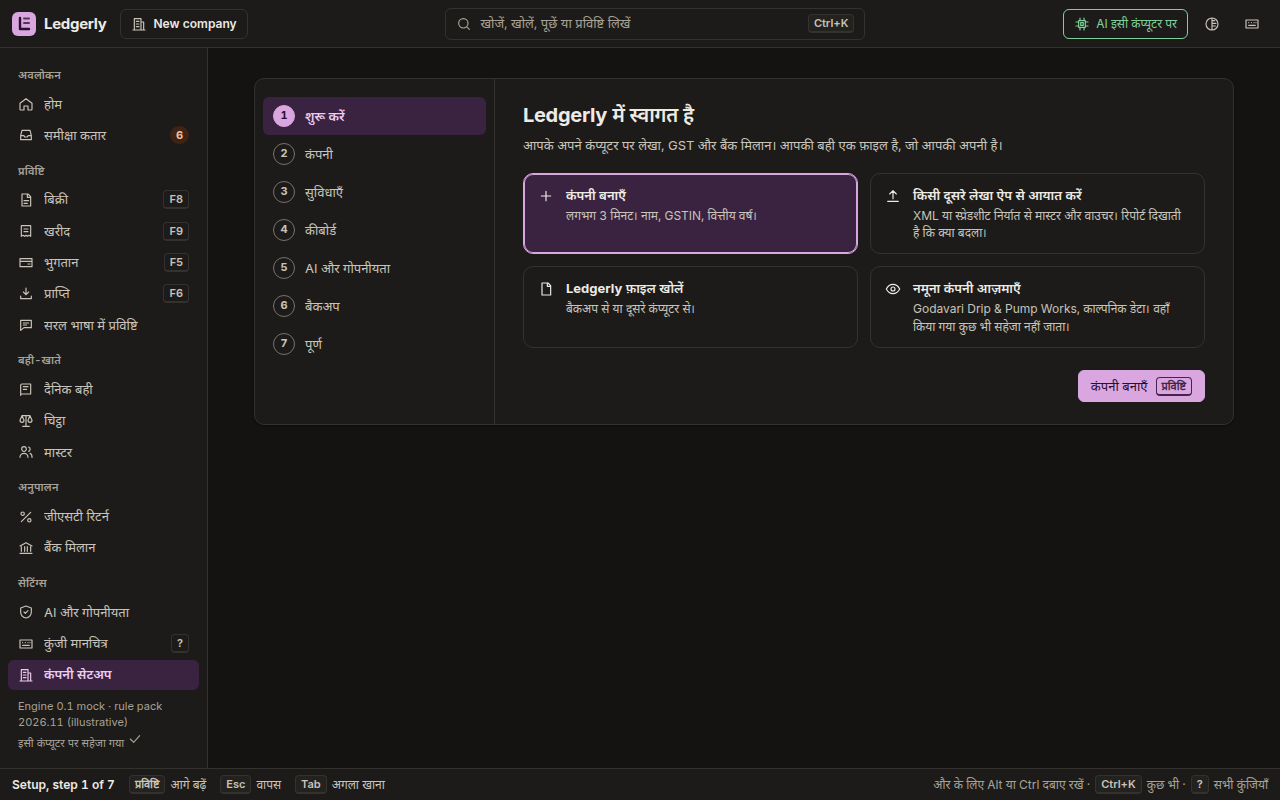 Ledgerly
New company
खोजें, खोलें, पूछें या प्रविष्टि लिखें
Ctrl+K
AI इसी कंप्यूटर पर
अवलोकन
होम
समीक्षा कतार 6
प्रविष्टि
बिक्री F8
खरीद F9
भुगतान F5
प्राप्ति F6
सरल भाषा में प्रविष्टि
बही-खाते
दैनिक बही
चिट्ठा
मास्टर
अनुपालन
जीएसटी रिटर्न
बैंक मिलान
सेटिंग्स
AI और गोपनीयता
कुंजी मानचित्र ?
कंपनी सेटअप
Engine 0.1 mock · rule pack
2026.11 (illustrative)
इसी कंप्यूटर पर सहेजा गया
1 शुरू करें
2 कंपनी
3 सुविधाएँ
4 कीबोर्ड
5 AI और गोपनीयता
6 बैकअप
7 पूर्ण
Ledgerly में स्वागत है
आपके अपने कंप्यूटर पर लेखा, GST और बैंक मिलान। आपकी बही एक फ़ाइल है, जो आपकी अपनी है।
कंपनी बनाएँ
लगभग 3 मिनट। नाम, GSTIN, वित्तीय वर्ष।
किसी दूसरे लेखा ऐप से आयात करें
XML या स्प्रेडशीट निर्यात से मास्टर और वाउचर। रिपोर्ट दिखाती
है कि क्या बदला।
Ledgerly फ़ाइल खोलें
बैकअप से या दूसरे कंप्यूटर से।
नमूना कंपनी आज़माएँ
Godavari Drip & Pump Works, काल्पनिक डेटा। वहाँ
किया गया कुछ भी सहेजा नहीं जाता।
कंपनी बनाएँ प्रविष्टि
Setup, step 1 of 7 प्रविष्टि आगे बढ़ें Esc वापस Tab अगला खाना
और के लिए Alt या Ctrl दबाए रखें · Ctrl+K कुछ भी · ? सभी कुंजियाँ